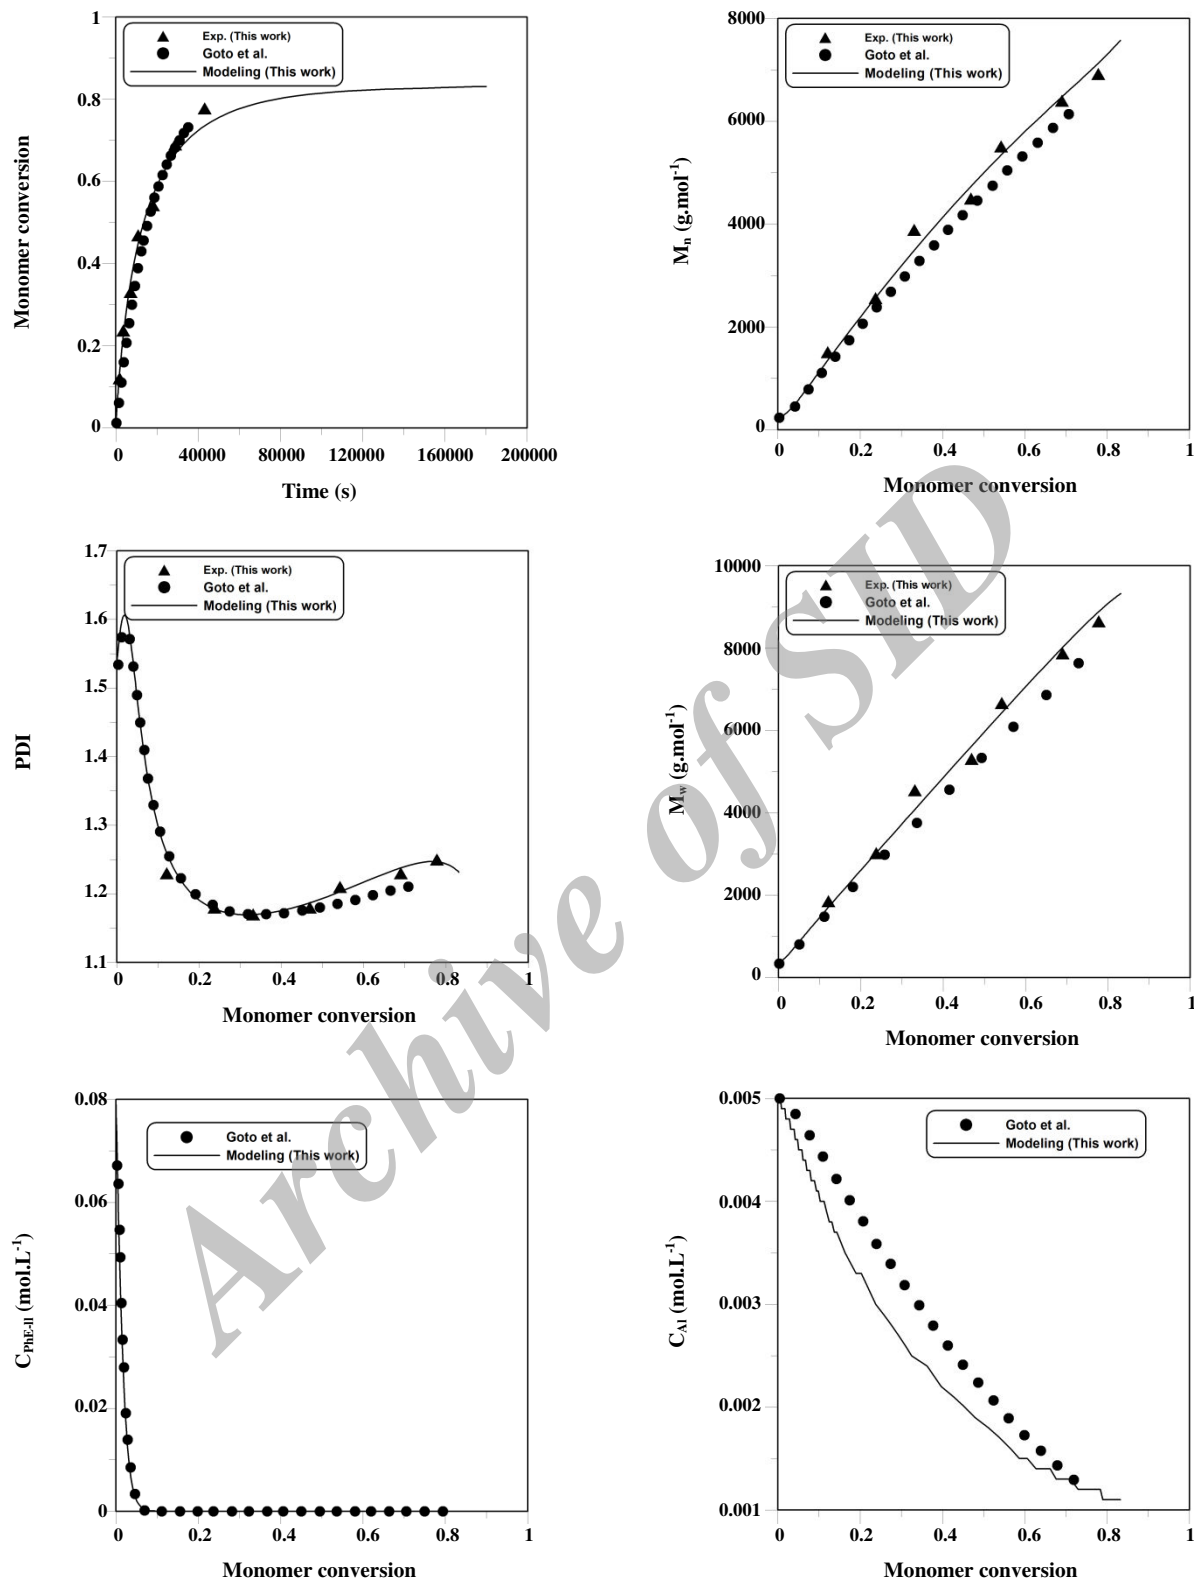 1
0.8
0.6
0.4
0.2
0
Monomer conversion
Exp. (This work)
Goto et al.
Modeling (This work)
0 40000 80000 120000 160000 200000
Time (s)
8000
6000
4000
2000
0
Mn (g.mol-1)
Exp. (This work)
Goto et al.
Modeling (This work)
0 0.2 0.4 0.6 0.8 1
Monomer conversion
1.7
1.6
1.5
1.4
1.3
1.2
1.1
PDI
Exp. (This work)
Goto et al.
Modeling (This work)
0 0.2 0.4 0.6 0.8 1
Monomer conversion
10000
8000
6000
4000
2000
0
Mw (g.mol-1)
Exp. (This work)
Goto et al.
Modeling (This work)
0 0.2 0.4 0.6 0.8 1
Monomer conversion
0.08
0.06
0.04
0.02
0
CPhE-II (mol.L-1)
Goto et al.
Modeling (This work)
0 0.2 0.4 0.6 0.8 1
Monomer conversion
0.005
0.004
0.003
0.002
0.001
CAI (mol.L-1)
Goto et al.
Modeling (This work)
0 0.2 0.4 0.6 0.8 1
Monomer conversion
Archive of SID